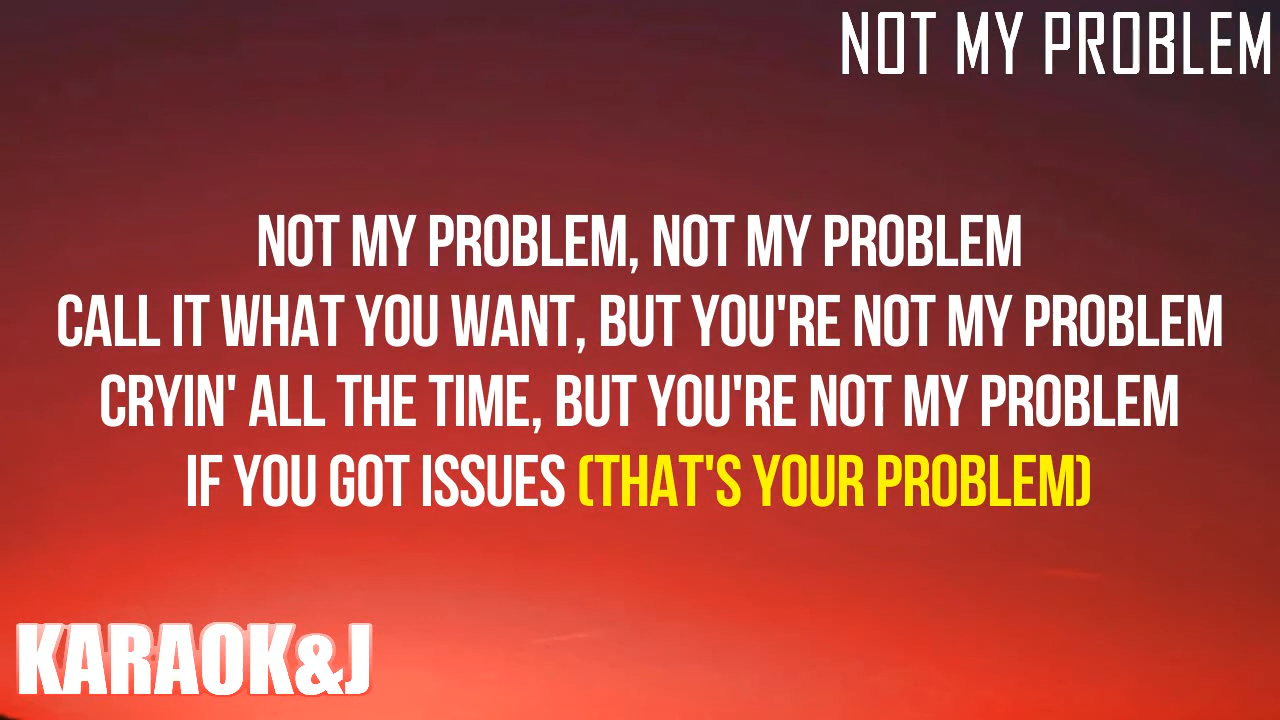 NOT MY PROBLEM
NOT MY PROBLEM, NOT MY PROBLEM
CALL IT WHAT YOU WANT, BUT YOU'RE NOT MY PROBLEM
CRYIN' ALL THE TIME, BUT YOU'RE NOT MY PROBLEM
IF YOU GOT ISSUES (THAT'S YOUR PROBLEM)
KARAOK&J